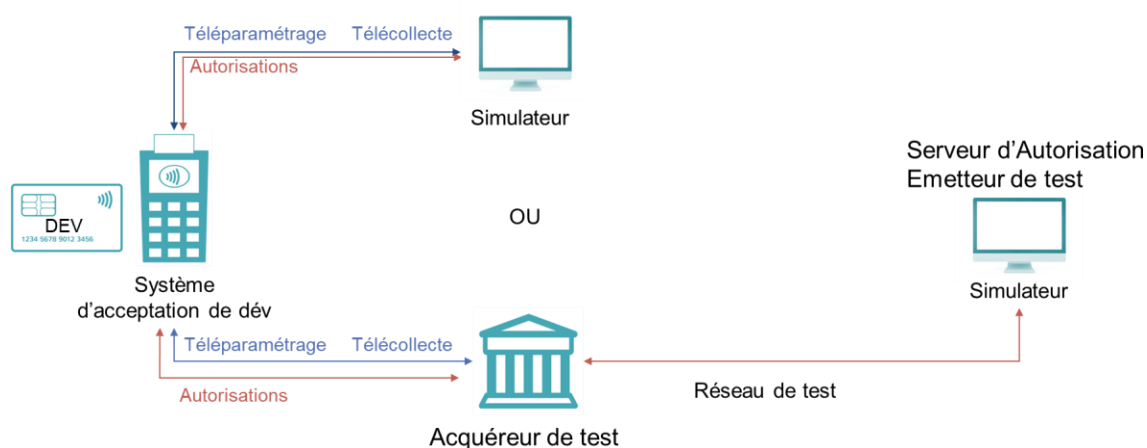 Téléparamétrage Télécollecte
Autorisations
Simulateur
Serveur d'Autorisation
Emetteur de test
DEV
1234 5678 9012 3456
OU
Système
d'acceptation de dév
Simulateur
Téléparamétrage Télécollecte
Autorisations
Réseau de test
Acquéreur de test